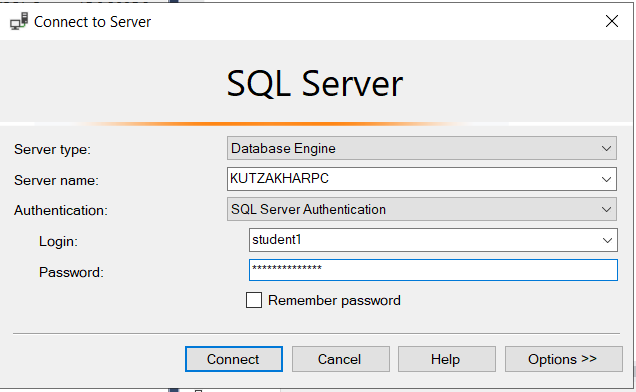 Connect to Server
SQL Server
Server type: Database Engine
Server name: KUTZAKHARPC
Authentication: SQL Server Authentication
Login: student1
Password: **************
Remember password
Connect Cancel Help Options >>